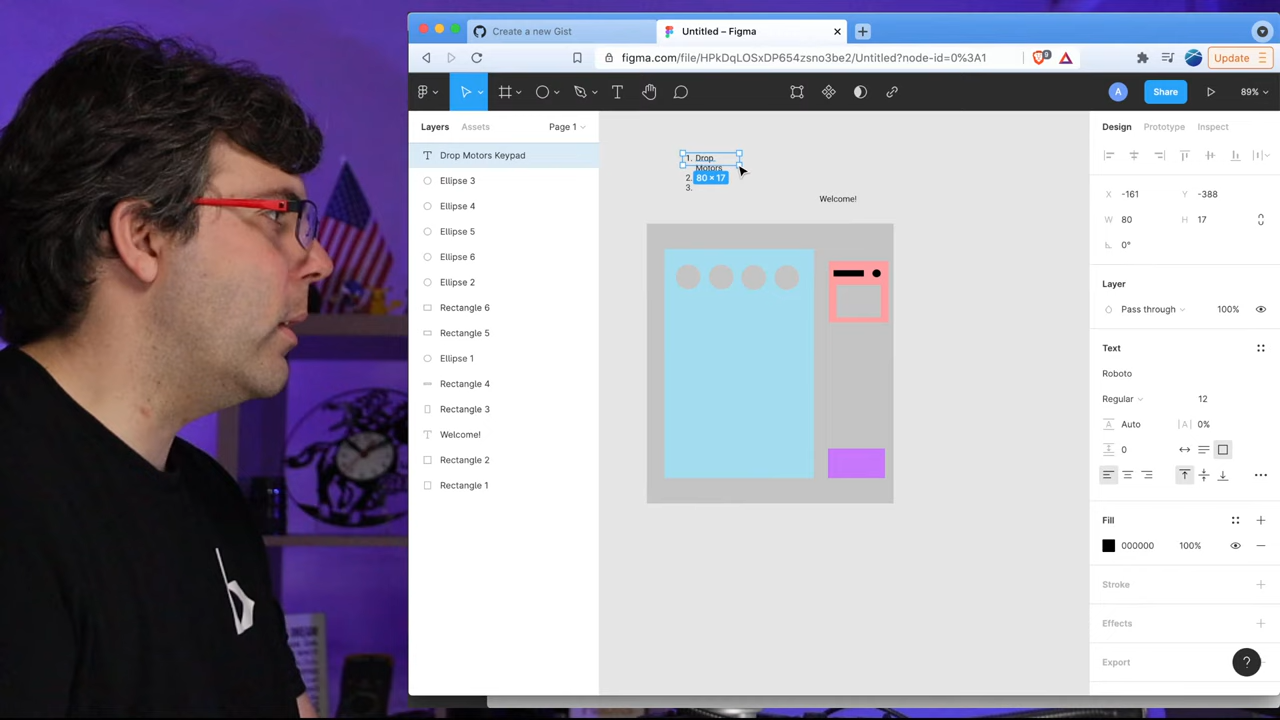 Create a new Gist
Untitled – Figma
figma.com/file/HPkDqLOSxDP654zsno3be2/Untitled?node-id=0%3A1
9
Update
A
Share
89%
Layers
Assets
Page 1
Design
Prototype
Inspect
Drop Motors Keypad
Ellipse 3
Ellipse 4
Ellipse 5
Ellipse 6
Ellipse 2
Rectangle 6
Rectangle 5
Ellipse 1
Rectangle 4
Rectangle 3
Welcome!
Rectangle 2
Rectangle 1
1. Drop
Motors
2.
80 × 17
3.
Welcome!
X -161
Y -388
W 80
H 17
0°
Layer
Pass through
100%
Text
Roboto
Regular
12
Auto
|A| 0%
0
Fill
000000
100%
Stroke
Effects
Export
?